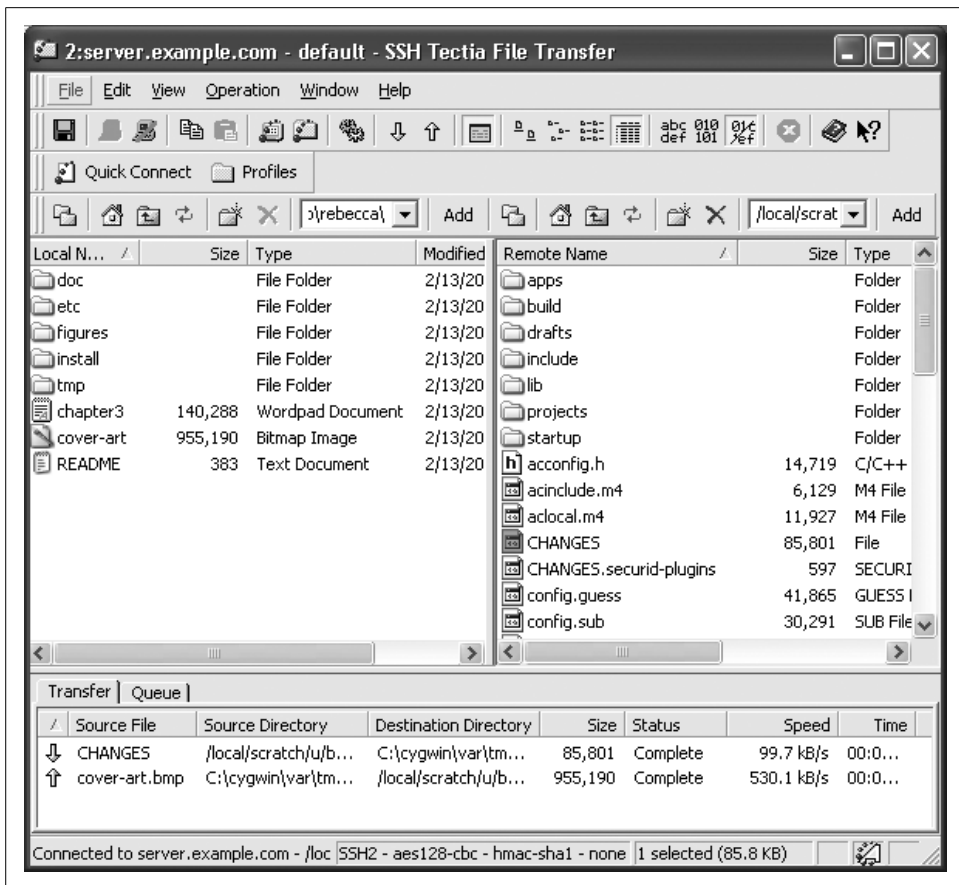 2:server.example.com - default - SSH Tectia File Transfer
File Edit View Operation Window Help
abc def 010 101
Quick Connect Profiles
\rebecca\ Add /local/scrat Add
Local N... Size Type Modified
doc File Folder 2/13/20
etc File Folder 2/13/20
figures File Folder 2/13/20
install File Folder 2/13/20
tmp File Folder 2/13/20
chapter3 140,288 Wordpad Document 2/13/20
cover-art 955,190 Bitmap Image 2/13/20
README 383 Text Document 2/13/20
Remote Name Size Type
apps Folder
build Folder
drafts Folder
include Folder
lib Folder
projects Folder
startup Folder
acconfig.h 14,719 C/C++
acinclude.m4 6,129 M4 File
aclocal.m4 11,927 M4 File
CHANGES 85,801 File
CHANGES.securid-plugins 597 SECURI
config.guess 41,865 GUESS
config.sub 30,291 SUB File
Transfer Queue
Source File Source Directory Destination Directory Size Status Speed Time
CHANGES /local/scratch/u/b... C:\cygwin\var\tm... 85,801 Complete 99.7 kB/s 00:0...
cover-art.bmp C:\cygwin\var\tm... /local/scratch/u/b... 955,190 Complete 530.1 kB/s 00:0...
Connected to server.example.com - /loc SSH2 - aes128-cbc - hmac-sha1 - none 1 selected (85.8 KB)